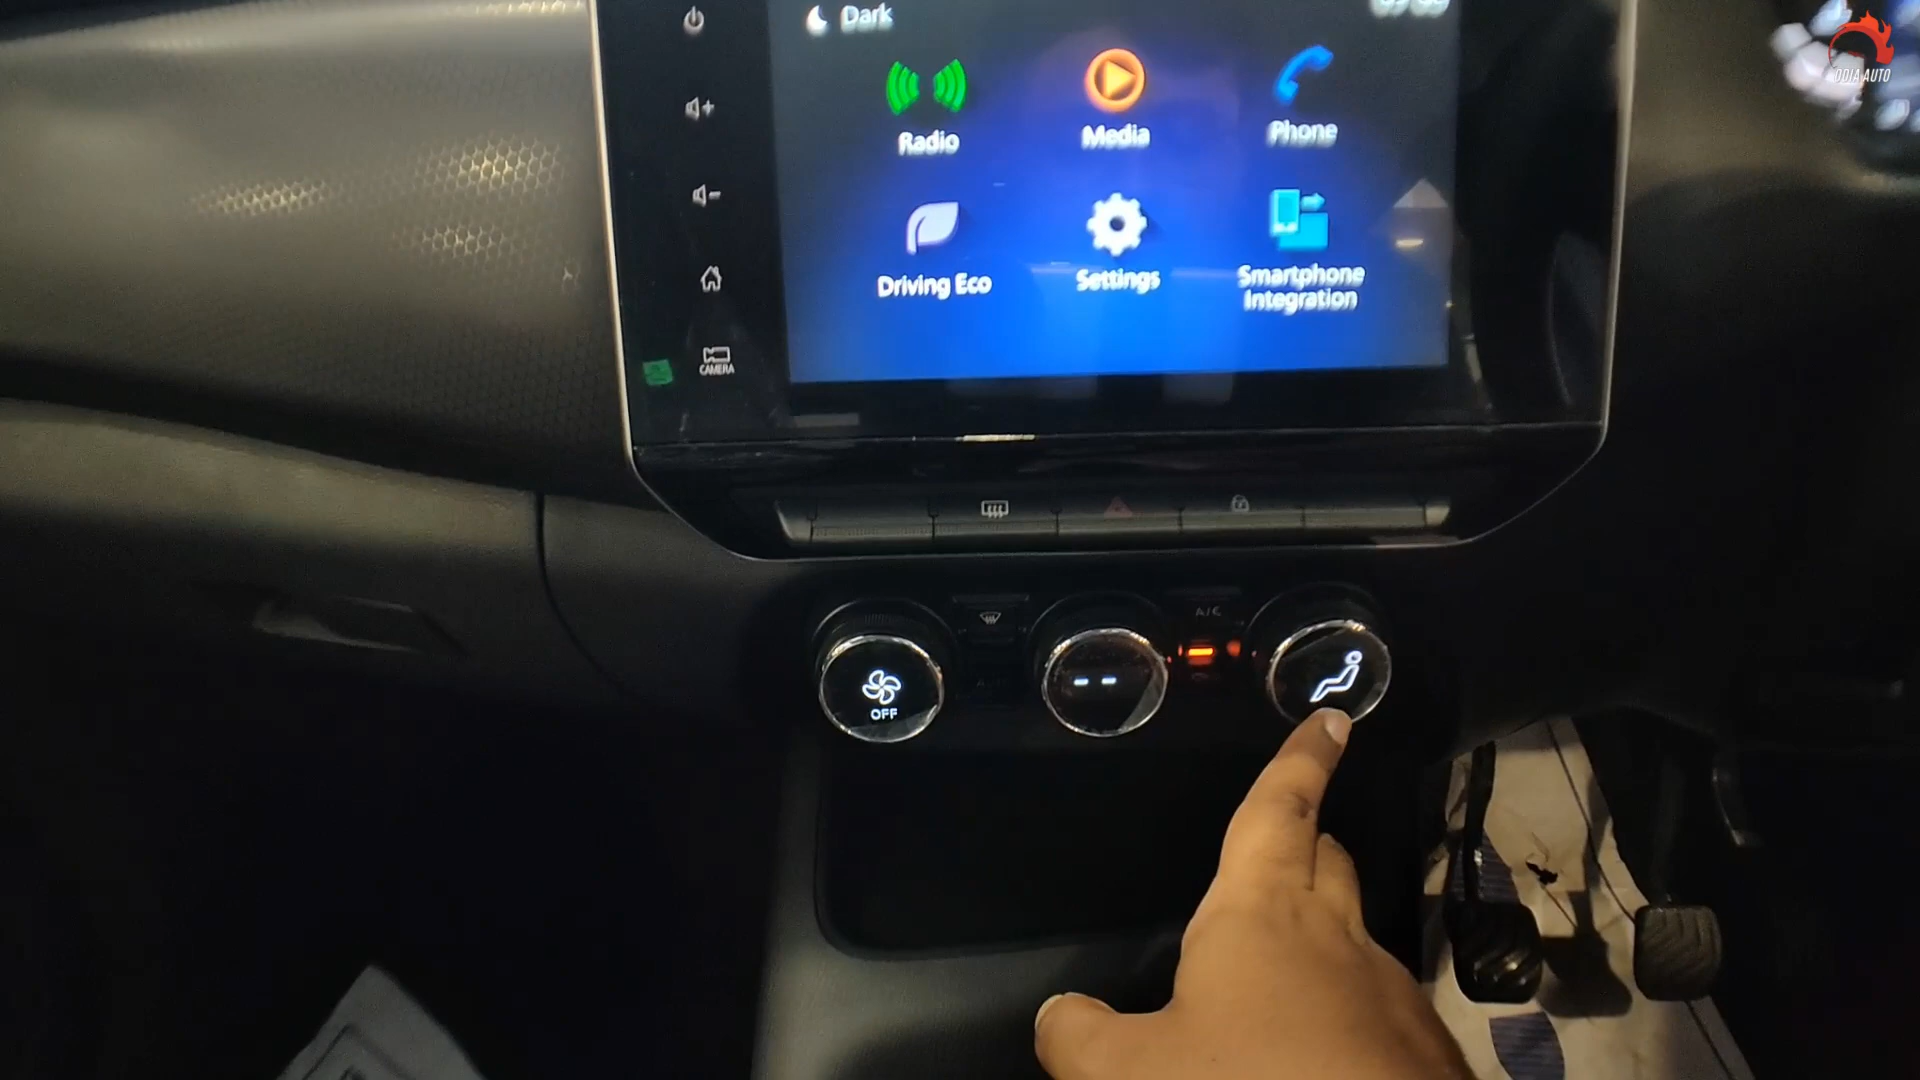 Dark
Radio
Media
Phone
Driving Eco
Settings
Smartphone
Integration
CAMERA
A/C
OFF
ODIA AUTO